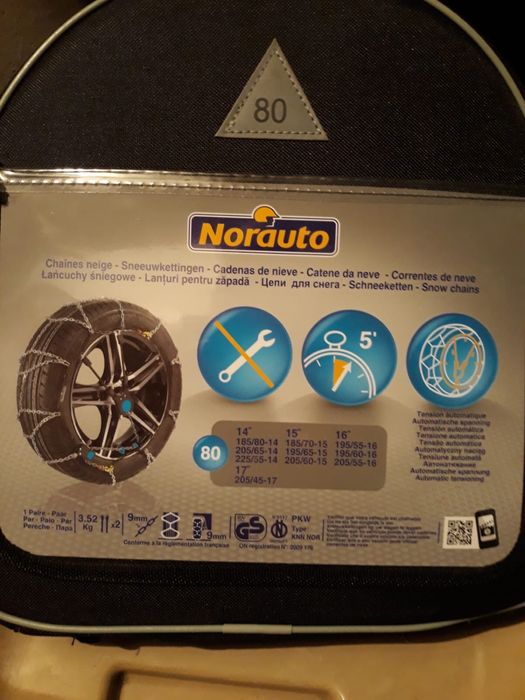 80
Norauto
Chaines neige - Sneeuwkettingen - Cadenas de nieve - Catene da neve - Correntes de neve
Łańcuchy śniegowe - Lanțuri pentru zăpadă - Цепи для снега - Schneeketten - Snow chains
5'
80
14" 15" 16"
185/80-14 185/70-15 195/55-16
205/65-14 195/65-15 195/60-16
225/55-14 205/60-15 205/55-16
17"
205/45-17
Tension automatique
Automatische spanning
Tensión automática
Tensione automatica
Tensão automática
Automatyczny naciąg
Tensiune automată
Автонатяжение
Automatische spannung
Automatic tensioning
1 Paire - Paar
Par - Paio - Par
Pereche - Пара
3.52
Kg
x2
9mm
9mm
Conforme a la réglementation française
GS
PKW
Type
KNN NOR